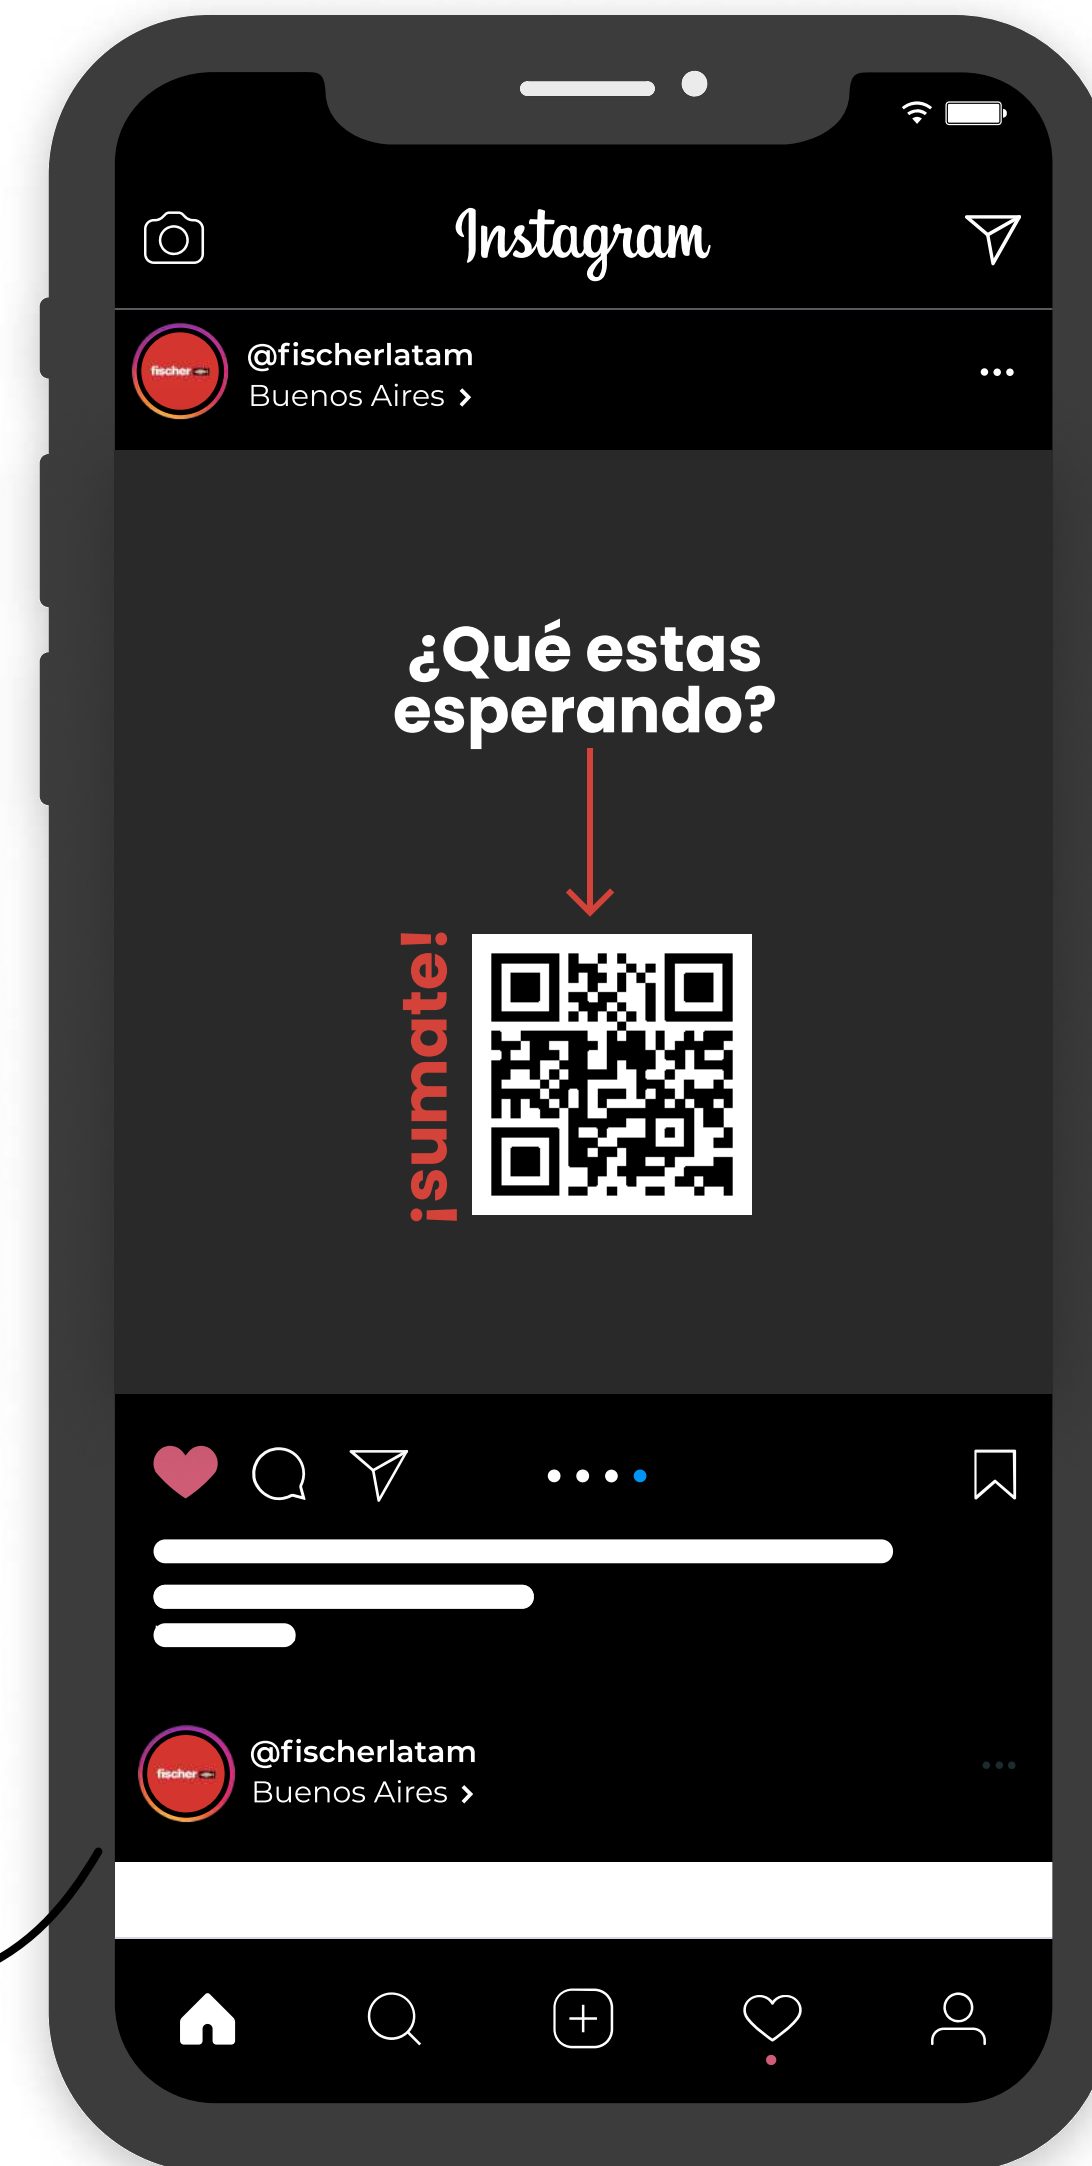 Instagram
fischer
@fischerlatam
Buenos Aires
¿Qué estas
esperando?
¡sumate!
fischer
@fischerlatam
Buenos Aires